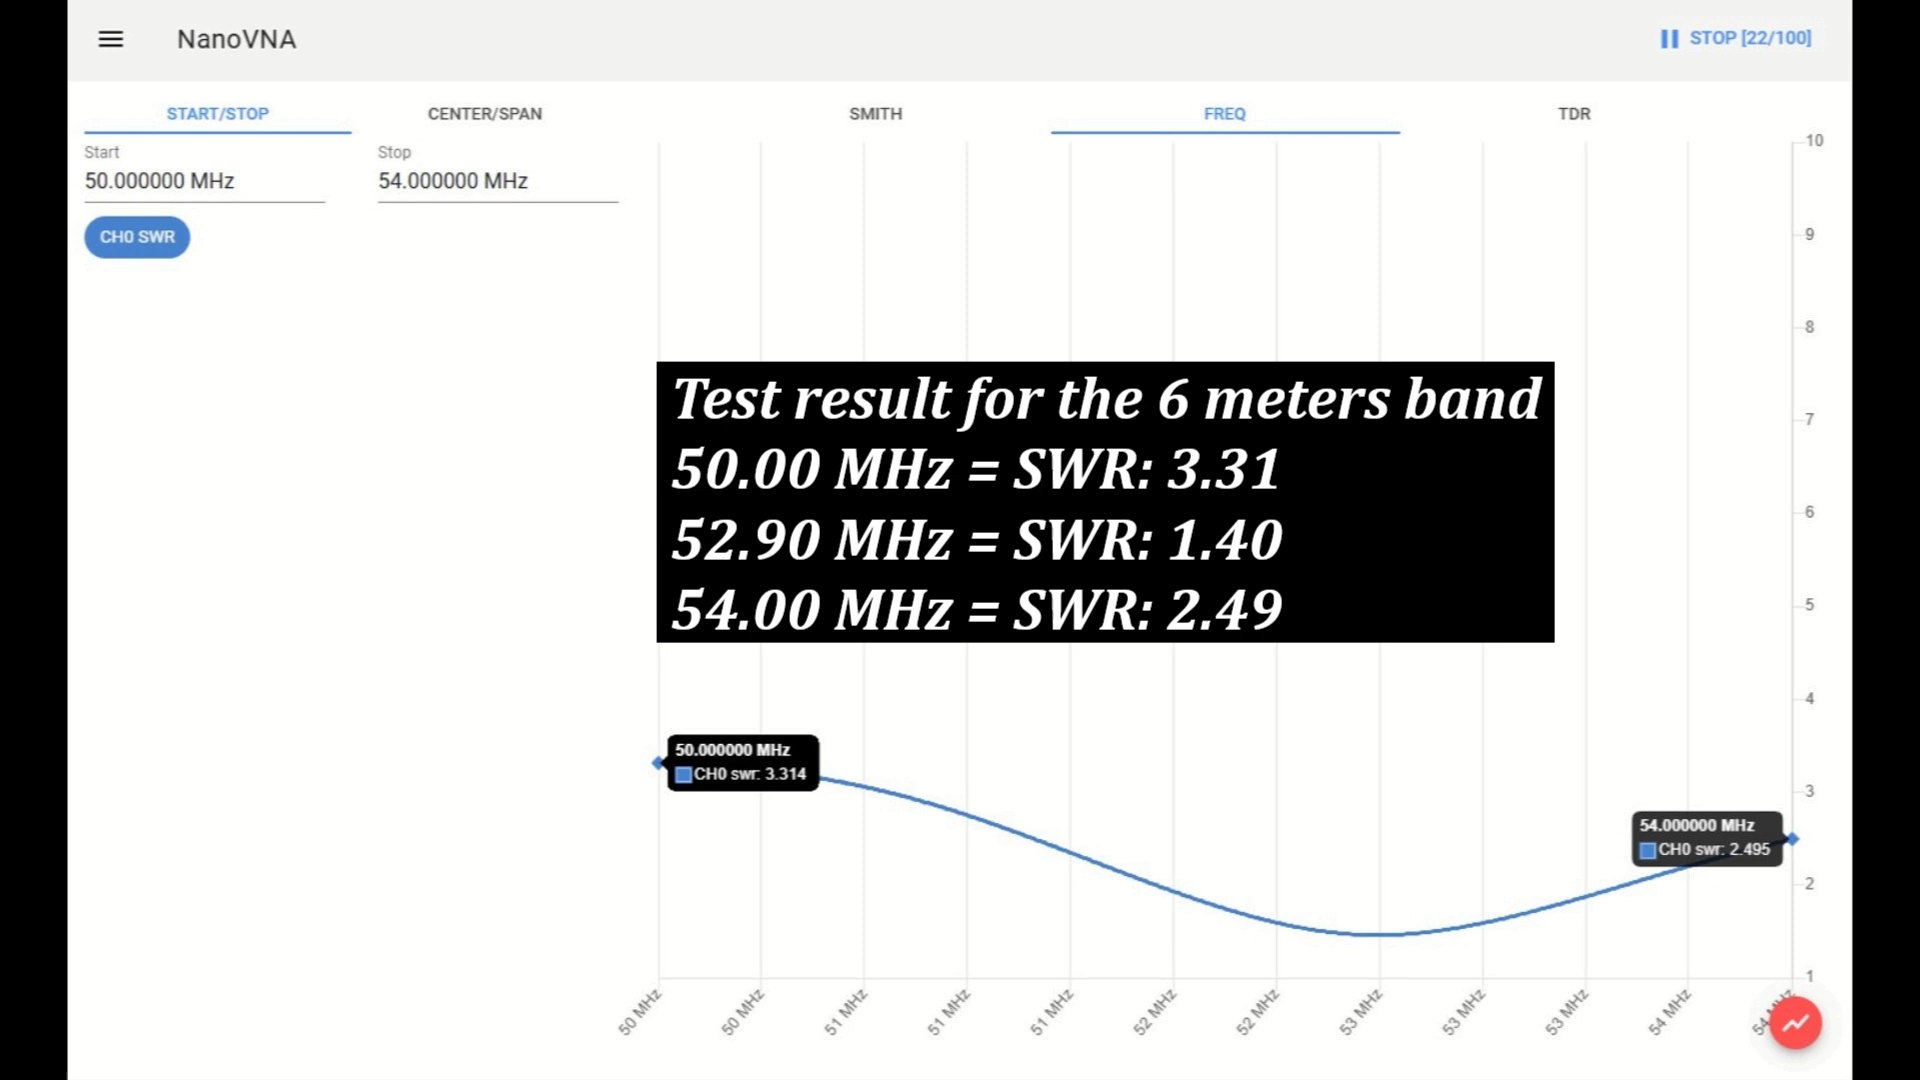 NanoVNA
STOP [22/100]
START/STOP
CENTER/SPAN
SMITH
FREQ
TDR
Start
50.000000 MHz
Stop
54.000000 MHz
CH0 SWR
10
9
8
7
6
5
4
3
2
1
Test result for the 6 meters band
50.00 MHz = SWR: 3.31
52.90 MHz = SWR: 1.40
54.00 MHz = SWR: 2.49
50.000000 MHz
CH0 swr: 3.314
54.000000 MHz
CH0 swr: 2.495
50 MHz
50 MHz
51 MHz
51 MHz
51 MHz
52 MHz
52 MHz
53 MHz
53 MHz
53 MHz
54 MHz
54